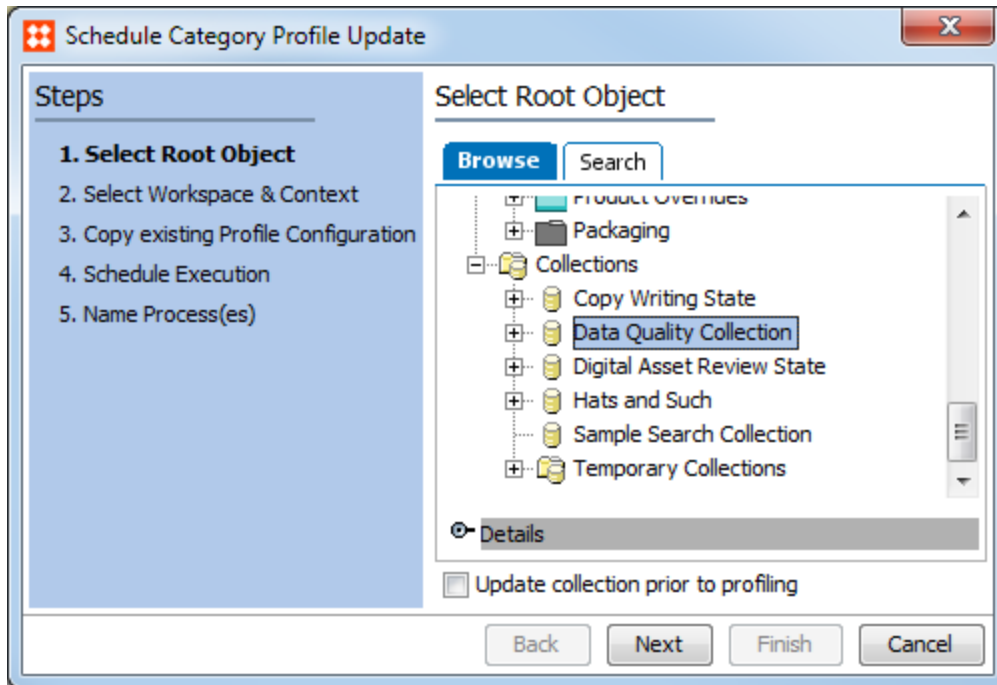 Schedule Category Profile Update
Steps
1. Select Root Object
2. Select Workspace & Context
3. Copy existing Profile Configuration
4. Schedule Execution
5. Name Process(es)
Select Root Object
Browse Search
Product Overrides
Packaging
Collections
Copy Writing State
Data Quality Collection
Digital Asset Review State
Hats and Such
Sample Search Collection
Temporary Collections
Details
Update collection prior to profiling
Back Next Finish Cancel